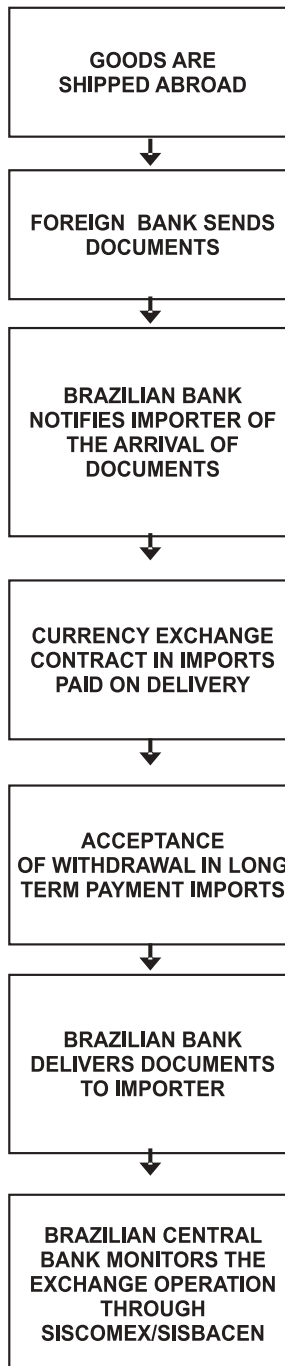 GOODS ARE
SHIPPED ABROAD
FOREIGN BANK SENDS
DOCUMENTS
BRAZILIAN BANK
NOTIFIES IMPORTER OF
THE ARRIVAL OF
DOCUMENTS
CURRENCY EXCHANGE
CONTRACT IN IMPORTS
PAID ON DELIVERY
ACCEPTANCE
OF WITHDRAWAL IN LONG
TERM PAYMENT IMPORTS
BRAZILIAN BANK
DELIVERS DOCUMENTS
TO IMPORTER
BRAZILIAN CENTRAL
BANK MONITORS THE
EXCHANGE OPERATION
THROUGH
SISCOMEX/SISBACEN